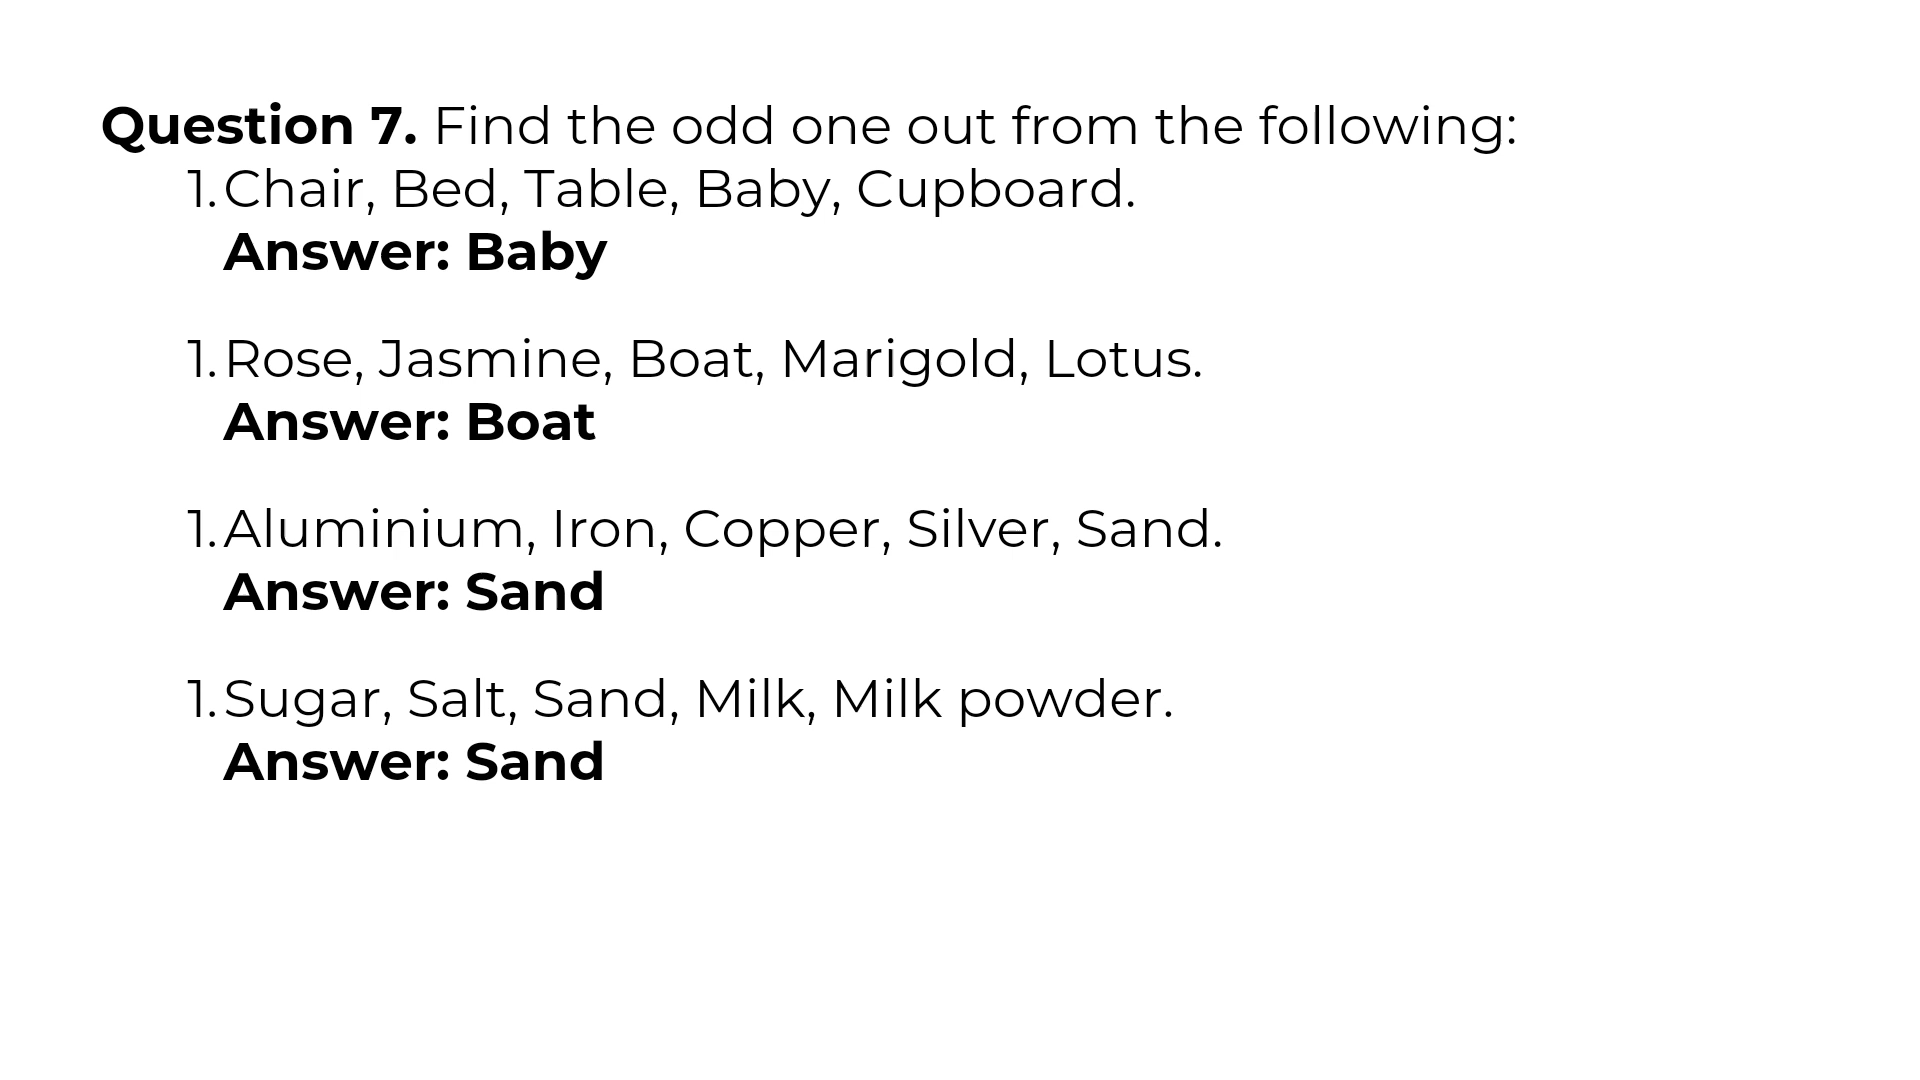 Question 7. Find the odd one out from the following:
1. Chair, Bed, Table, Baby, Cupboard.
Answer: Baby
1. Rose, Jasmine, Boat, Marigold, Lotus.
Answer: Boat
1. Aluminium, Iron, Copper, Silver, Sand.
Answer: Sand
1. Sugar, Salt, Sand, Milk, Milk powder.
Answer: Sand